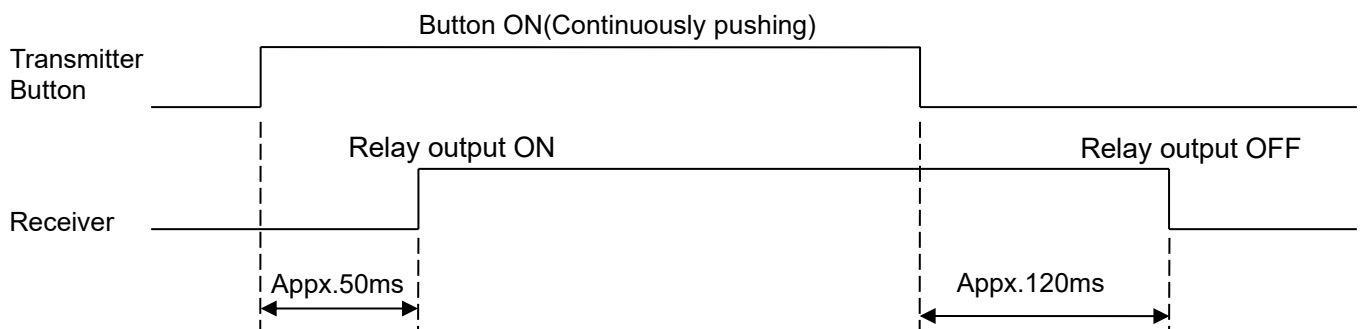 Button ON(Continuously pushing)
Transmitter
Button
Relay output ON
Relay output OFF
Receiver
Appx.50ms
Appx.120ms